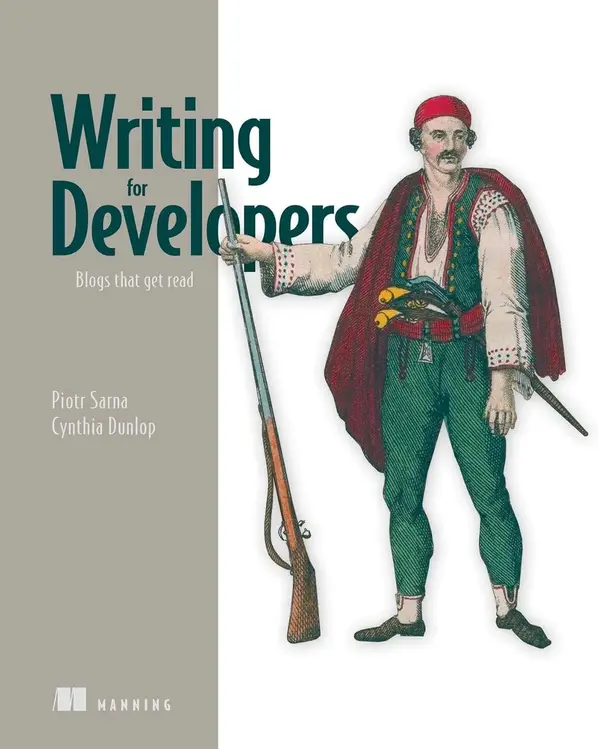 Writing
for
Developers
Blogs that get read
Piotr Sarna
Cynthia Dunlop
MANNING